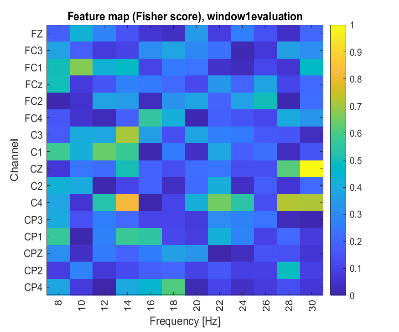 Feature map (Fisher score), window1evaluation
FZ
FC3
FC1
FCz
FC2
FC4
C3
C1
CZ
C2
C4
CP3
CP1
CPZ
CP2
CP4
Channel
8 10 12 14 16 18 20 22 24 26 28 30
Frequency [Hz]
1
0.9
0.8
0.7
0.6
0.5
0.4
0.3
0.2
0.1
0